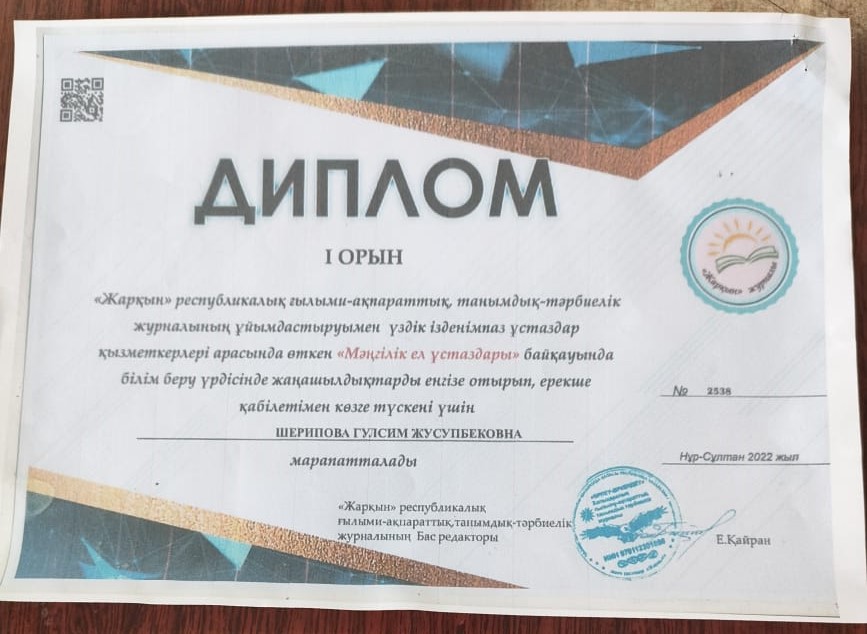 ДИПЛОМ
І ОРЫН
«Жарқын» республикалық ғылыми-ақпараттық, танымдық-тәрбиелік
журналының ұйымдастыруымен үздік ізденімпаз ұстаздар
қызметкерлері арасында өткен «Мәңгілік ел ұстаздары» байқауында
білім беру үрдісінде жаңашылдықтарды енгізе отырып, ерекше
қабілетімен көзге түскені үшін
ШЕРИПОВА ГУЛСИМ ЖУСУПБЕКОВНА
марапатталады
«Жарқын» журналы
№ 2538
Нұр-Сұлтан 2022 жыл
«Жарқын» республикалық
ғылыми-ақпараттық,танымдық-тәрбиелік
журналының Бас редакторы
Е.Қайран